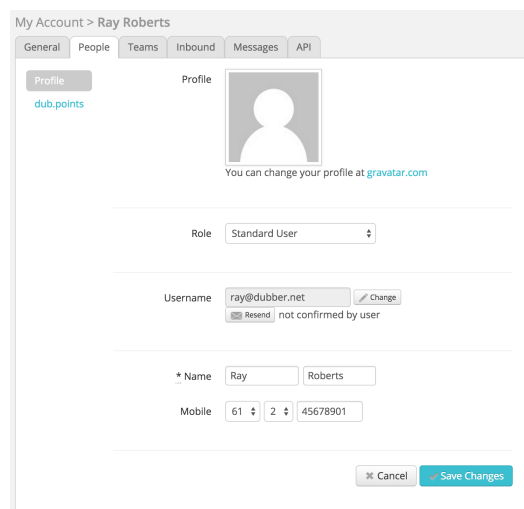 My Account > Ray Roberts
General People Teams Inbound Messages API
Profile
dub.points
Profile
You can change your profile at gravatar.com
Role Standard User
Username ray@dubber.net Change
Resend not confirmed by user
* Name Ray Roberts
Mobile 61 2 45678901
Cancel Save Changes